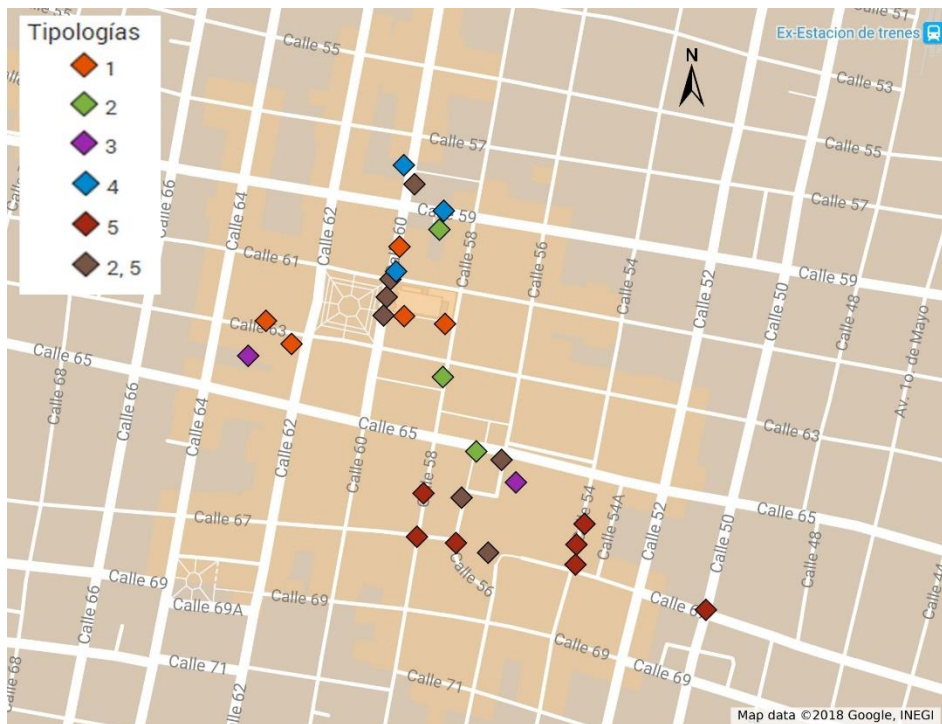 Tipologías
1
2
3
4
5
2, 5
N
Ex-Estacion de trenes
Calle 51
Calle 55
Calle 53
Calle 57
Calle 55
Calle 66
Calle 64
Calle 62
60
Calle 59
Calle 58
Calle 57
Calle 61
Calle 56
Calle 54
Calle 52
Calle 50
Calle 59
Calle 48
Calle 63
Av. 1o. de Mayo
Calle 65
Calle 68
Calle 66
Calle 64
Calle 62
Calle 60
Calle 65
Calle 63
54
Calle 54A
Calle 52
Calle 50
Calle 65
Calle 48
Calle 67
Calle 44
Calle 69
Calle 56
Calle 69A
Calle 69
Calle 66
Calle 69
Calle 69
Calle 71
Calle 62
Calle 71
Map data ©2018 Google, INEGI